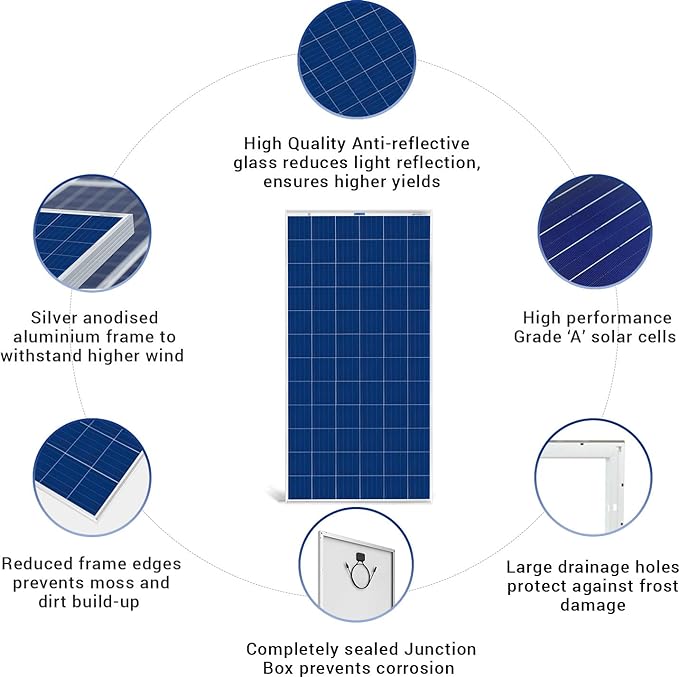 High Quality Anti-reflective
glass reduces light reflection,
ensures higher yields
Silver anodised
aluminium frame to
withstand higher wind
High performance
Grade ‘A’ solar cells
Reduced frame edges
prevents moss and
dirt build-up
Large drainage holes
protect against frost
damage
Completely sealed Junction
Box prevents corrosion